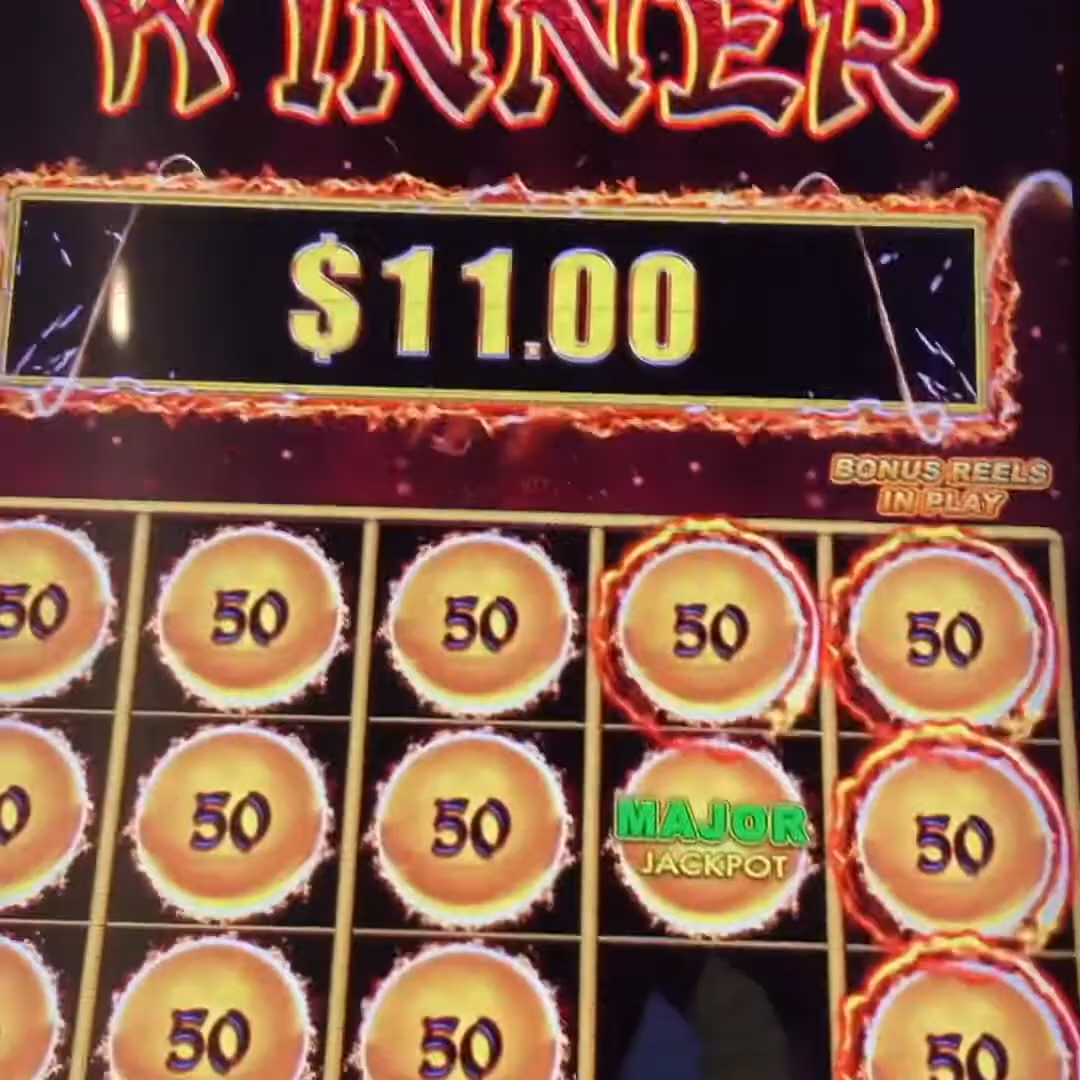 WINNER
$11.00
BONUS REELS
IN PLAY
50 50 50 50 50
50 50 MAJOR 50
JACKPOT
50 50 50